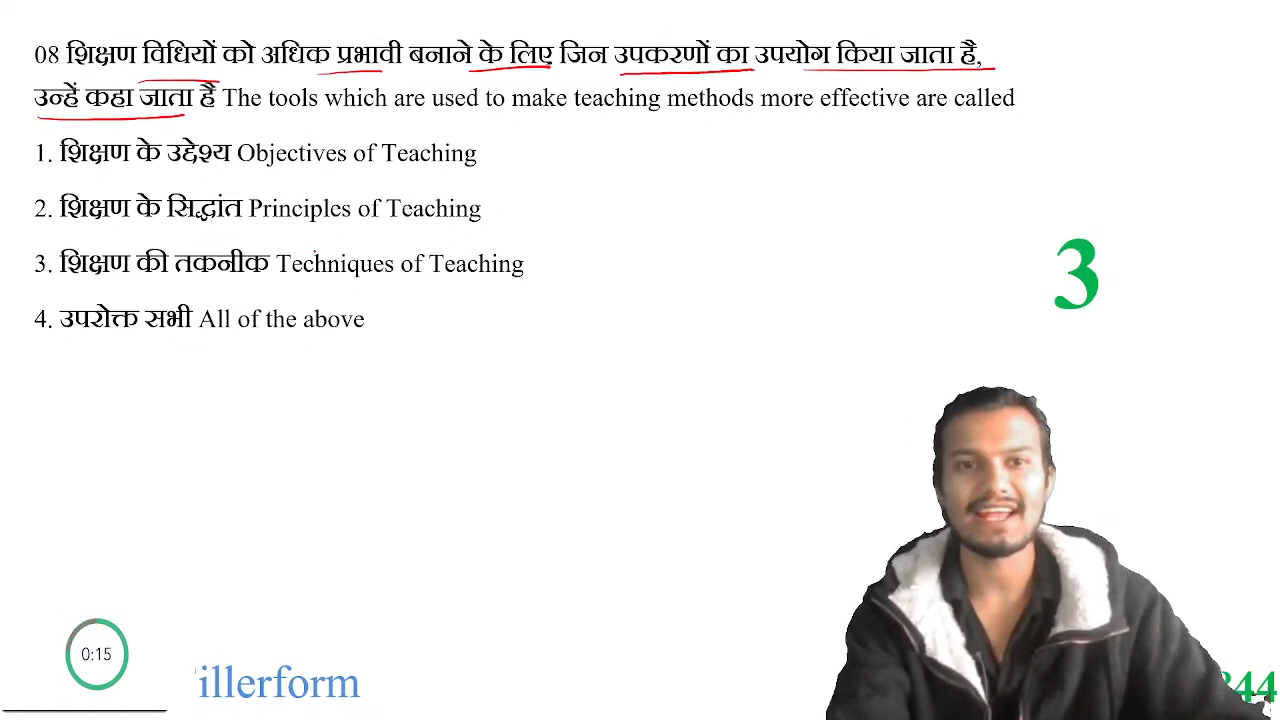 08 शिक्षण विधियों को अधिक प्रभावी बनाने के लिए जिन उपकरणों का उपयोग किया जाता है,
उन्हें कहा जाता है The tools which are used to make teaching methods more effective are called
1. शिक्षण के उद्देश्य Objectives of Teaching
2. शिक्षण के सिद्धांत Principles of Teaching
3. शिक्षण की तकनीक Techniques of Teaching
3
4. उपरोक्त सभी All of the above
0:15
illerform